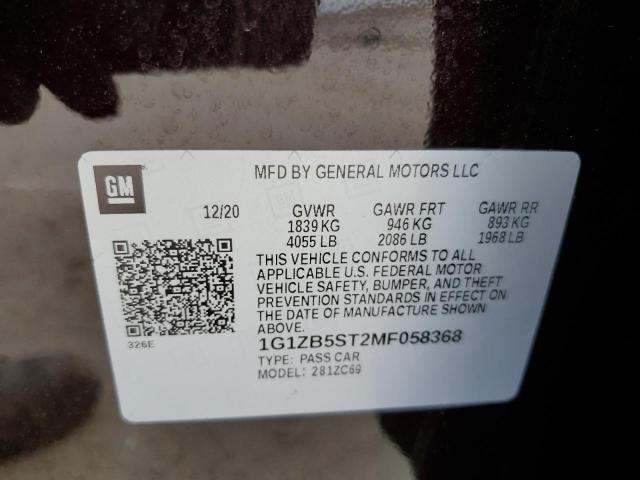 GM
MFD BY GENERAL MOTORS LLC
12/20 GVWR GAWR FRT GAWR RR
1839 KG 946 KG 893 KG
4055 LB 2086 LB 1968 LB
THIS VEHICLE CONFORMS TO ALL
APPLICABLE U.S. FEDERAL MOTOR
VEHICLE SAFETY, BUMPER, AND THEFT
PREVENTION STANDARDS IN EFFECT ON
THE DATE OF MANUFACTURE SHOWN
ABOVE.
326E
1G1ZB5ST2MF058368
TYPE: PASS CAR
MODEL: 281ZC69